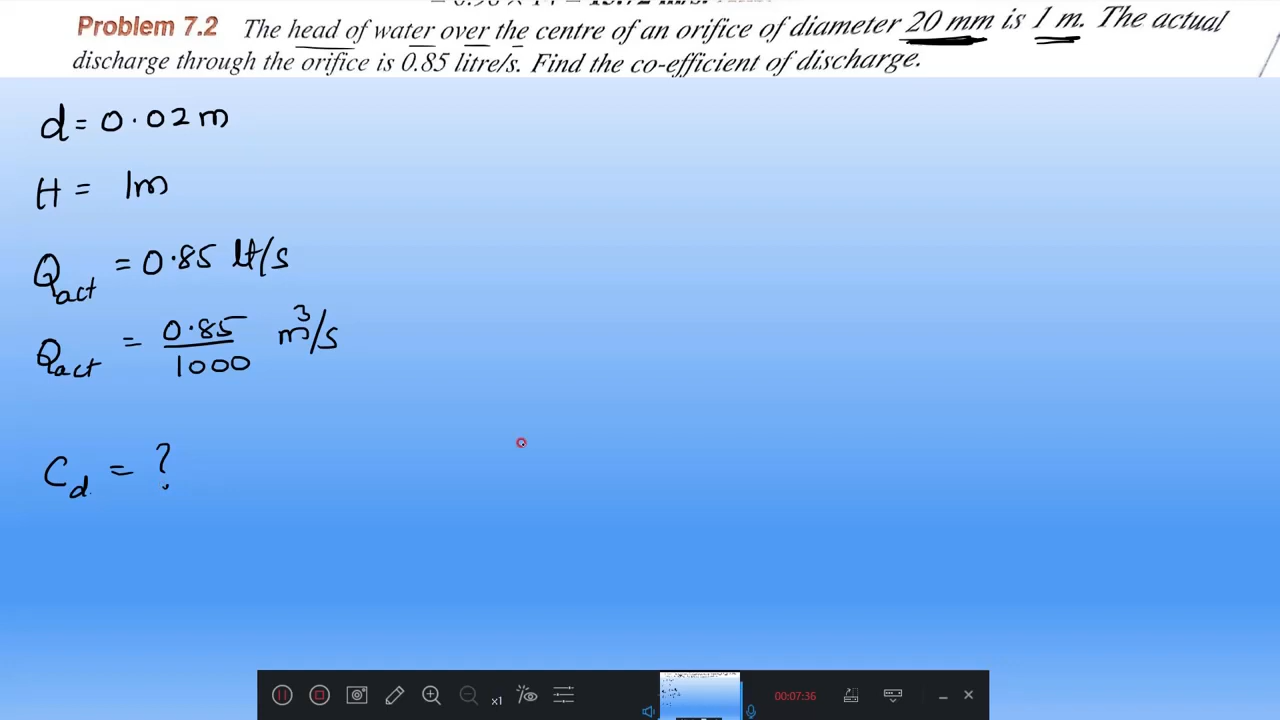 Problem 7.2 The head of water over the centre of an orifice of diameter 20 mm is 1 m. The actual
discharge through the orifice is 0.85 litre/s. Find the co-efficient of discharge.
d = 0.02 m
H = 1m
Qact = 0.85 lt/s
Qact = 0.85/1000 m³/s
Cd = ?
x1
00:07:36